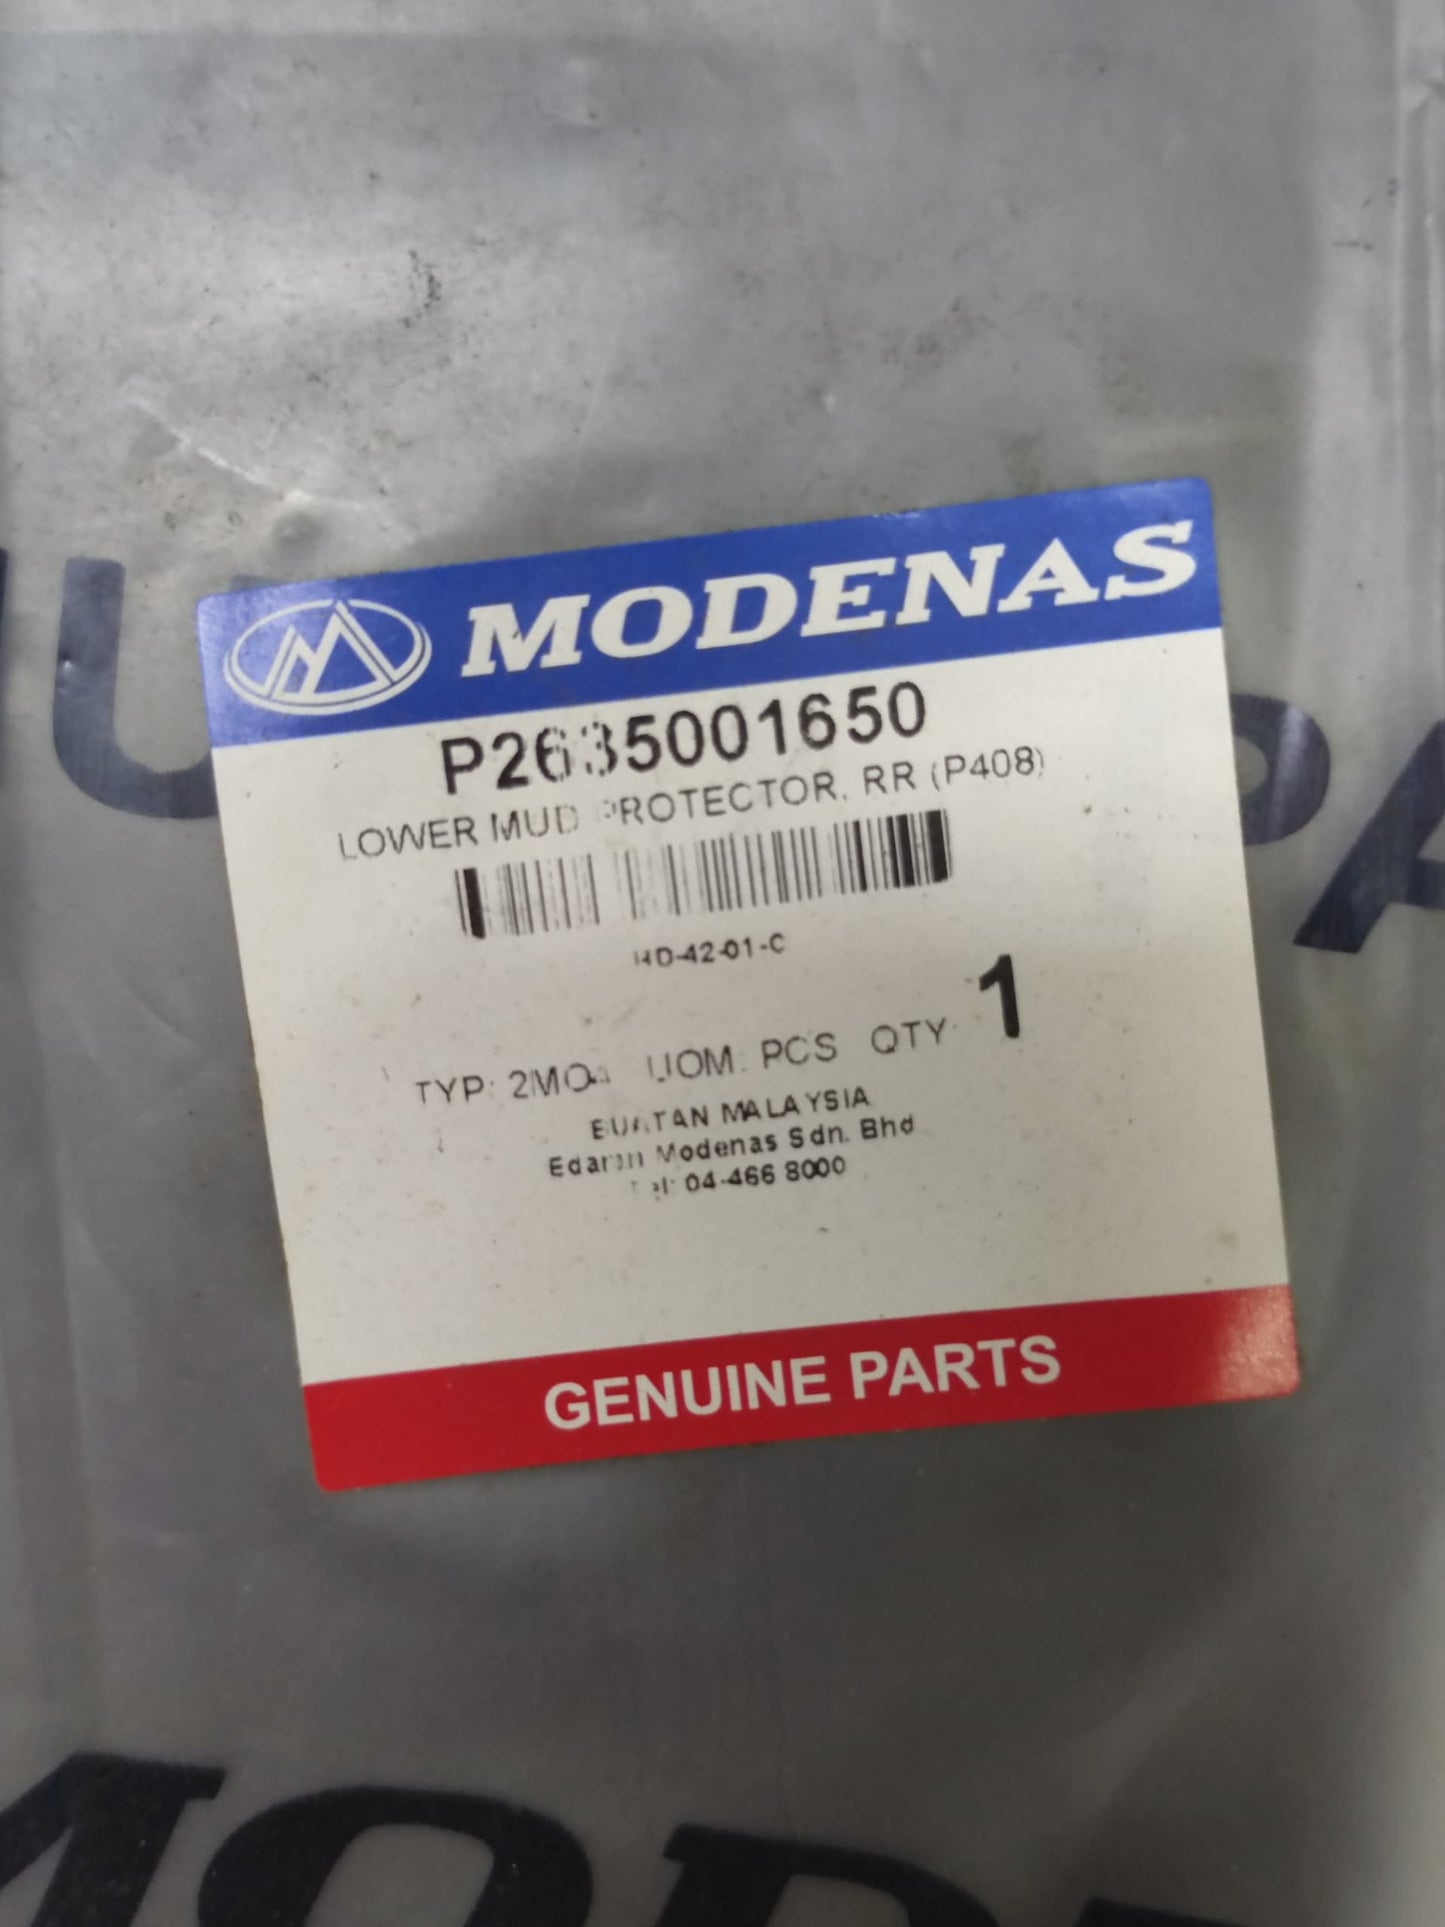 MODENAS
P2635001650
LOWER MUD PROTECTOR, RR (P408)
42-01-C
TYP: UOM: PCS QTY: 1
BUATAN MALAYSIA
Edaran Modenas Sdn. Bhd
Tel: 04-466 8000
GENUINE PARTS